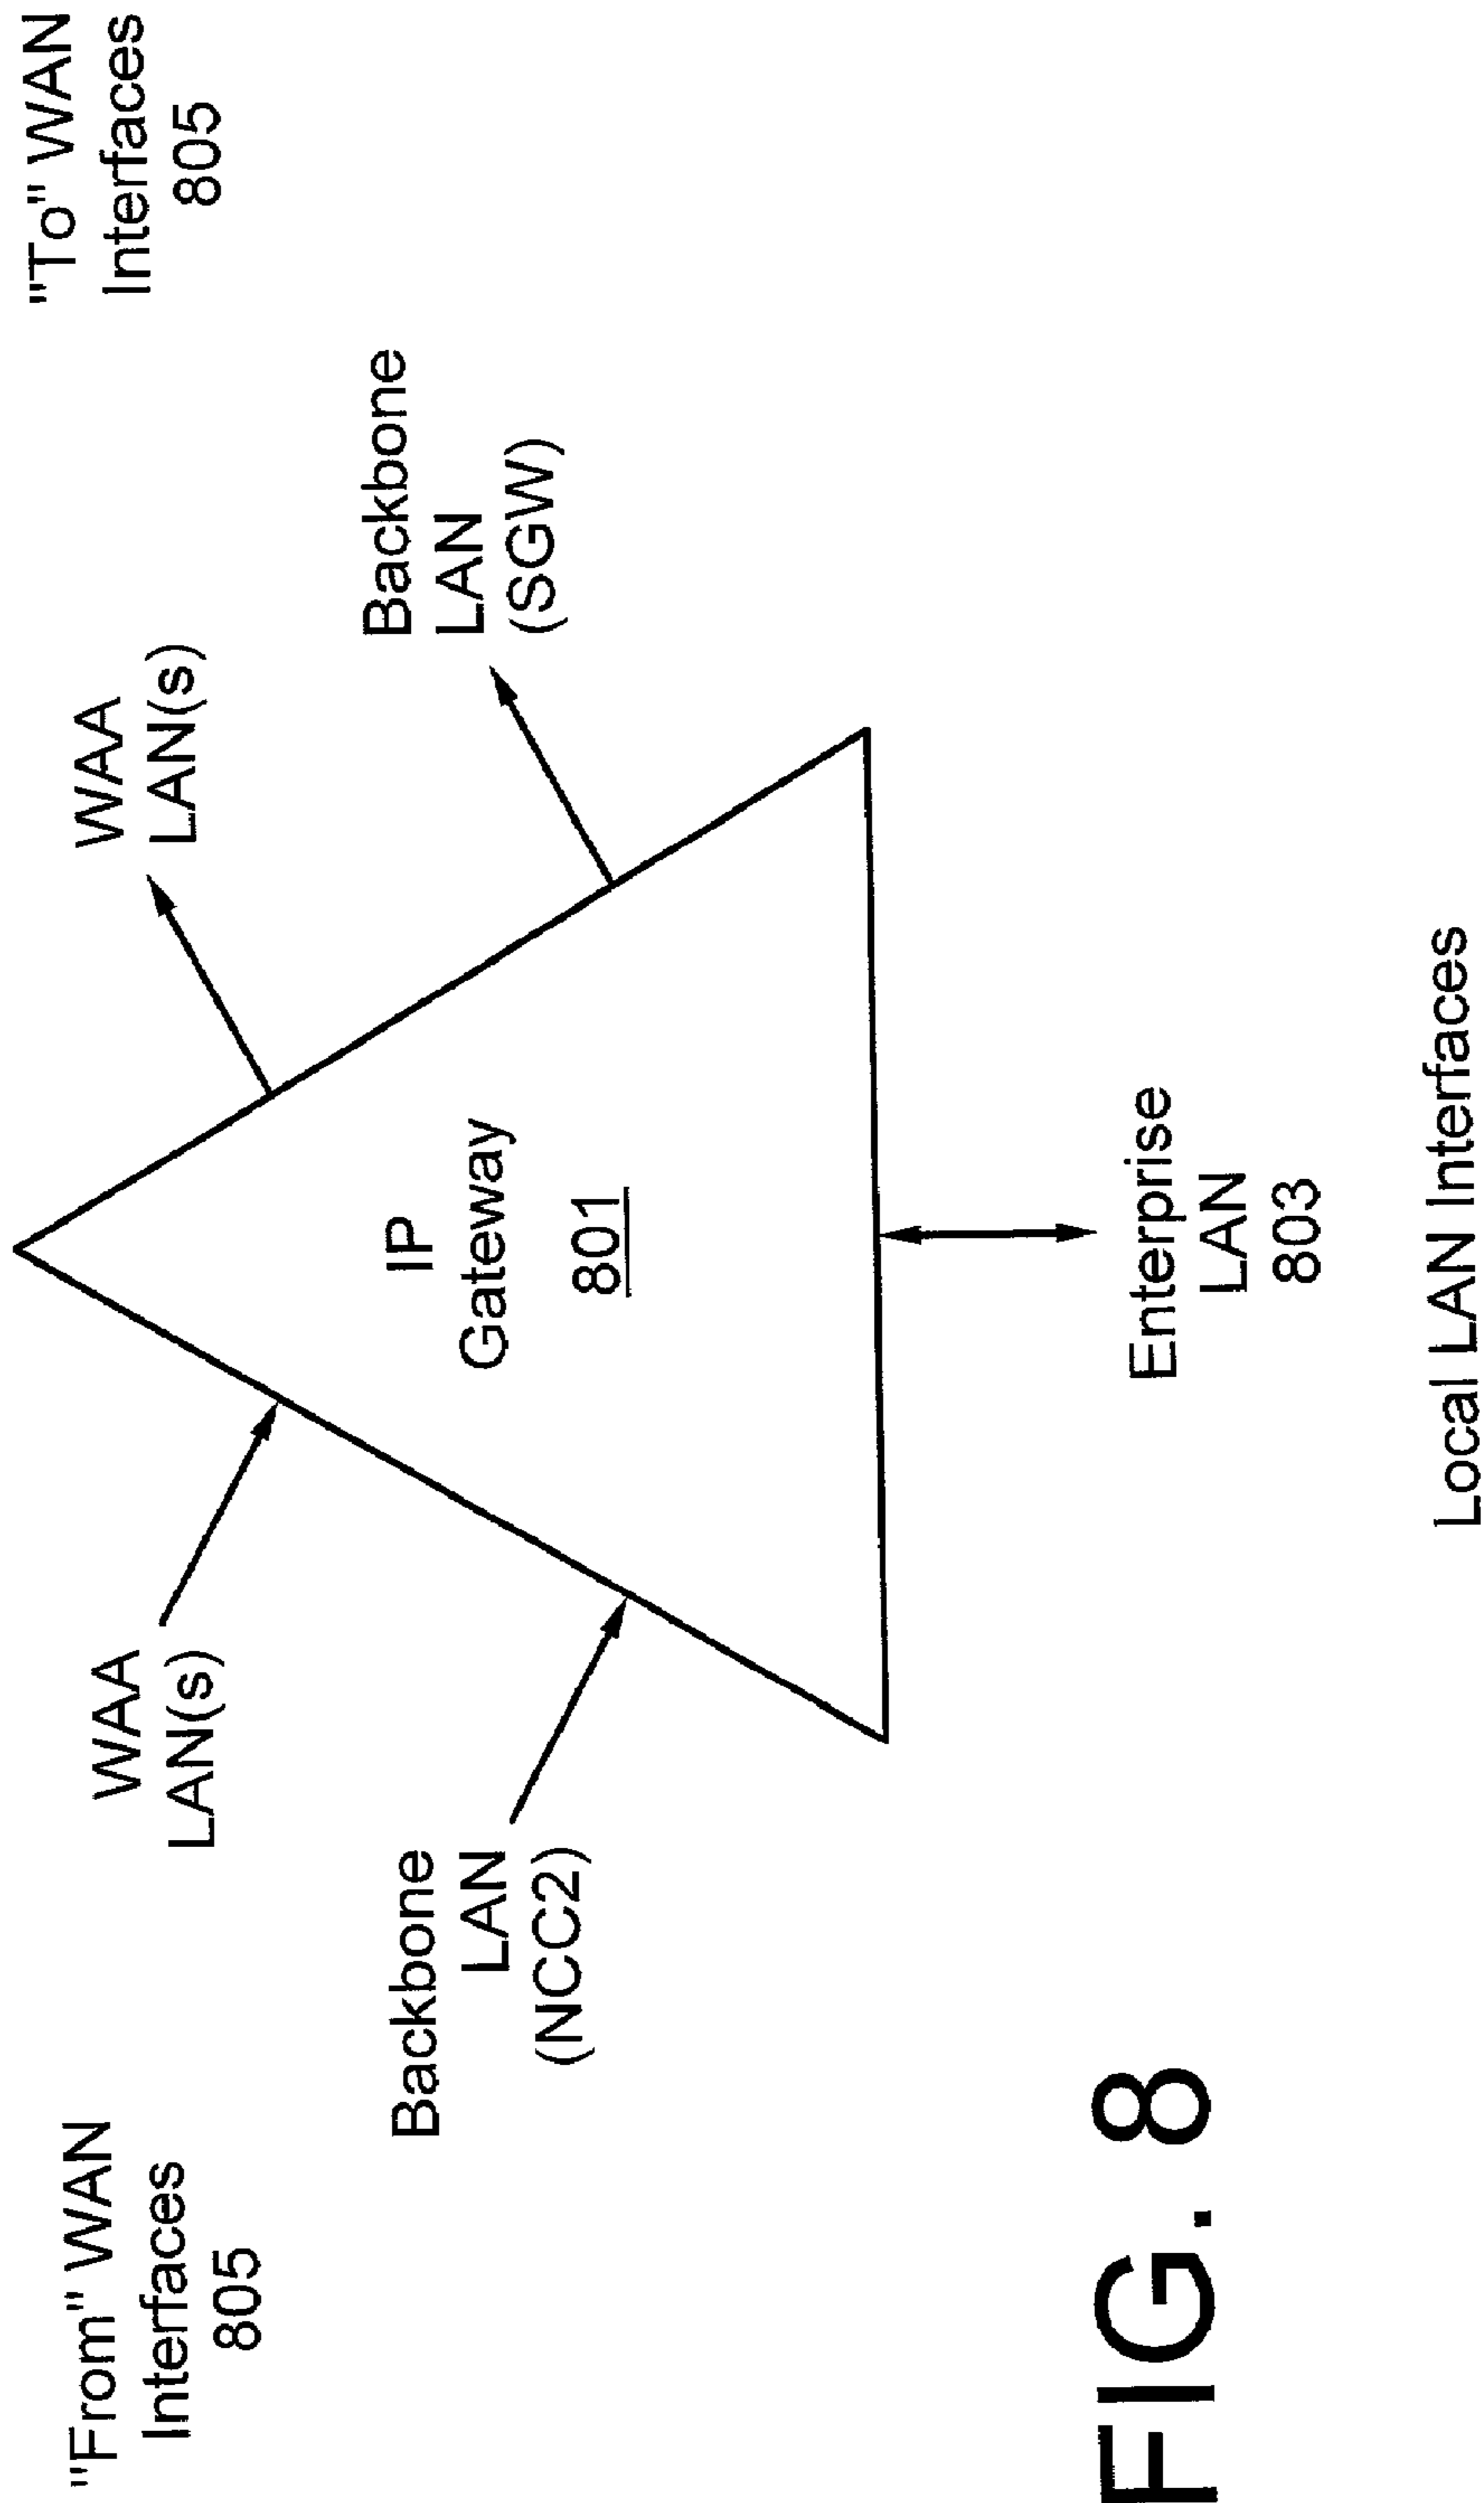 "From" WAN
Interfaces
805
"To" WAN
Interfaces
805
WAA
LAN(s)
WAA
LAN(s)
Backbone
LAN
(NCC2)
Backbone
LAN
(SGW)
IP
Gateway
801
Enterprise
LAN
803
Local LAN Interfaces
FIG. 8